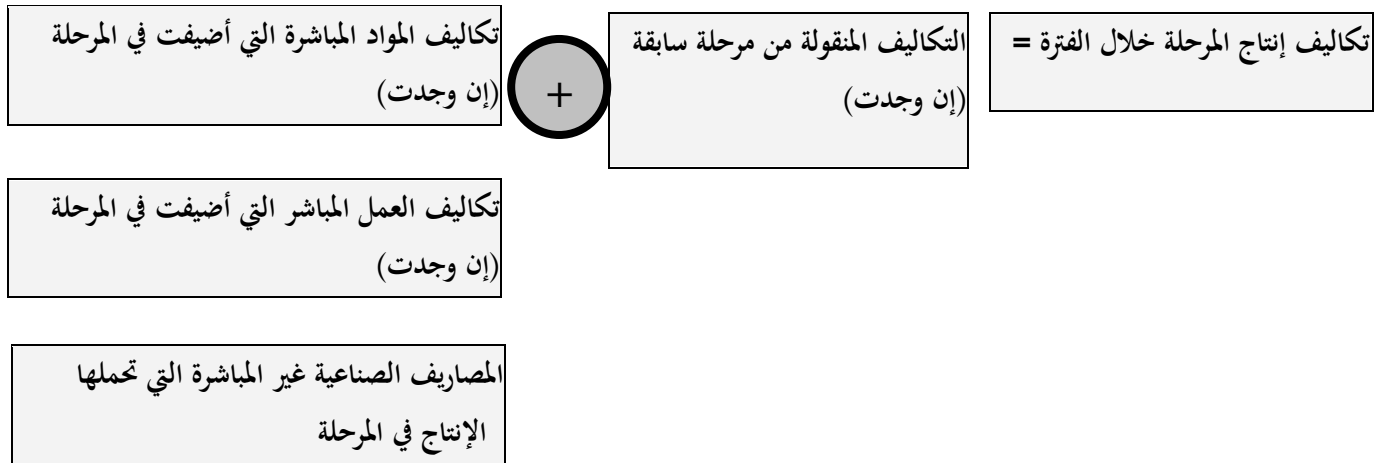 تكاليف إنتاج المرحلة خلال الفترة =
التكاليف المنقولة من مرحلة سابقة
(إن وجدت)
+
تكاليف المواد المباشرة التي أضيفت في المرحلة
(إن وجدت)
تكاليف العمل المباشر التي أضيفت في المرحلة
(إن وجدت)
المصاريف الصناعية غير المباشرة التي تحملها
الإنتاج في المرحلة